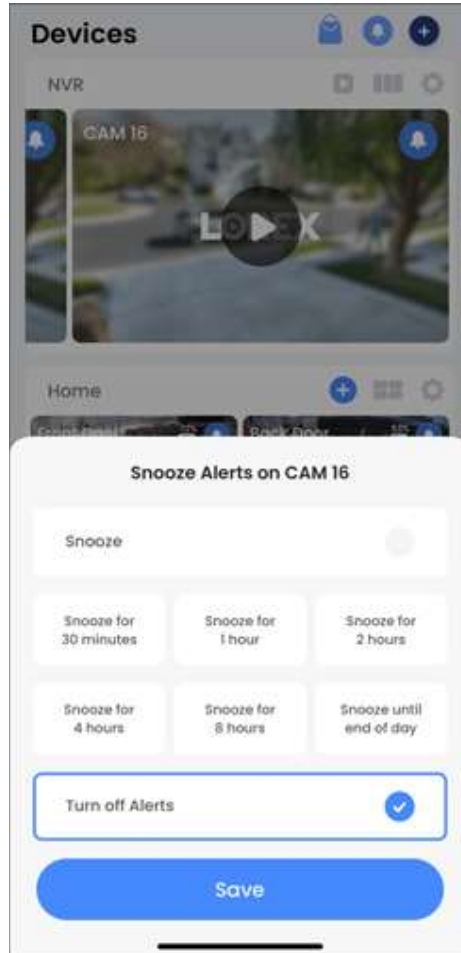 Devices
NVR
CAM 16
LOREX
Home
Front Door
Back Door
Snooze Alerts on CAM 16
Snooze
Snooze for
30 minutes
Snooze for
1 hour
Snooze for
2 hours
Snooze for
4 hours
Snooze for
8 hours
Snooze until
end of day
Turn off Alerts
Save